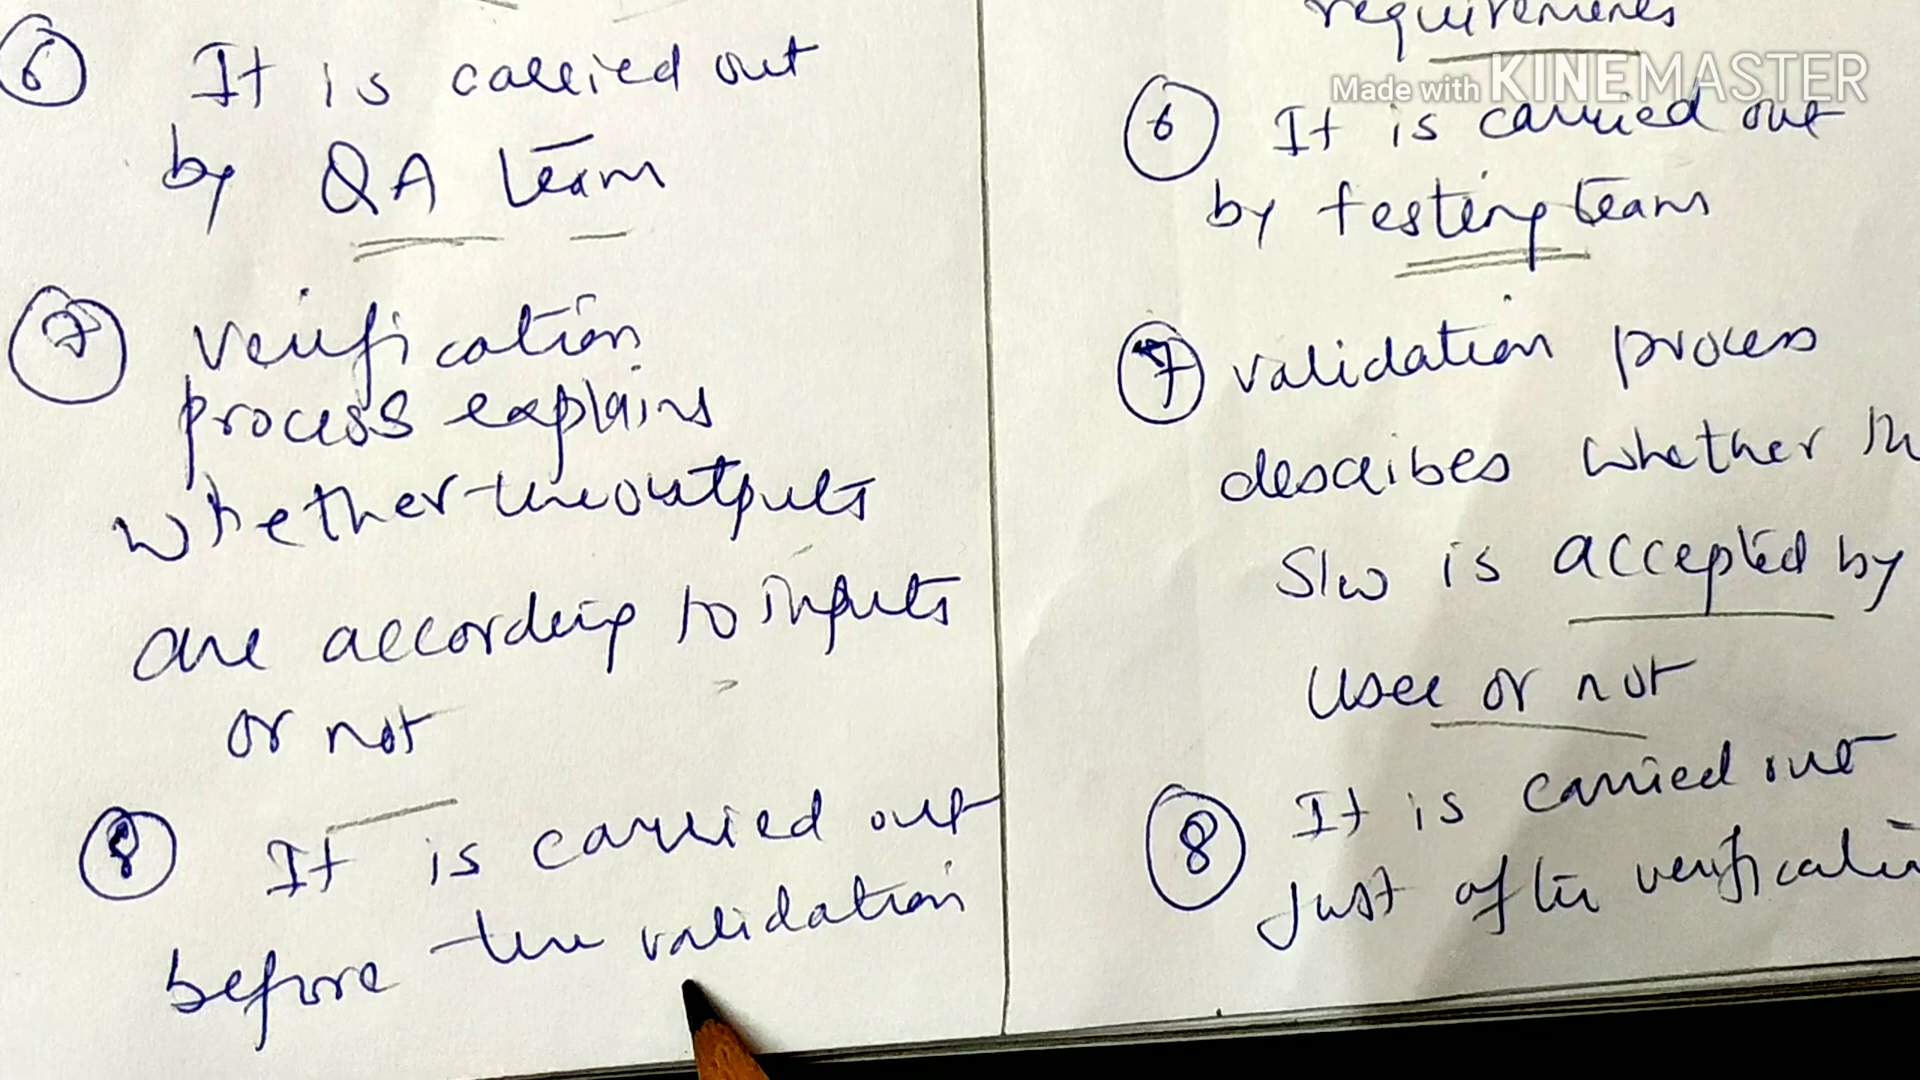 6 It is carried out
by QA team
7 verification
process explains
whether the outputs
are according to inputs
or not
8 It is carried out
before the validation
requirements
Made with KINEMASTER
6 It is carried out
by testing team
7 validation process
describes whether th
S/w is accepted by
user or not
8 It is carried out
just after verificatio